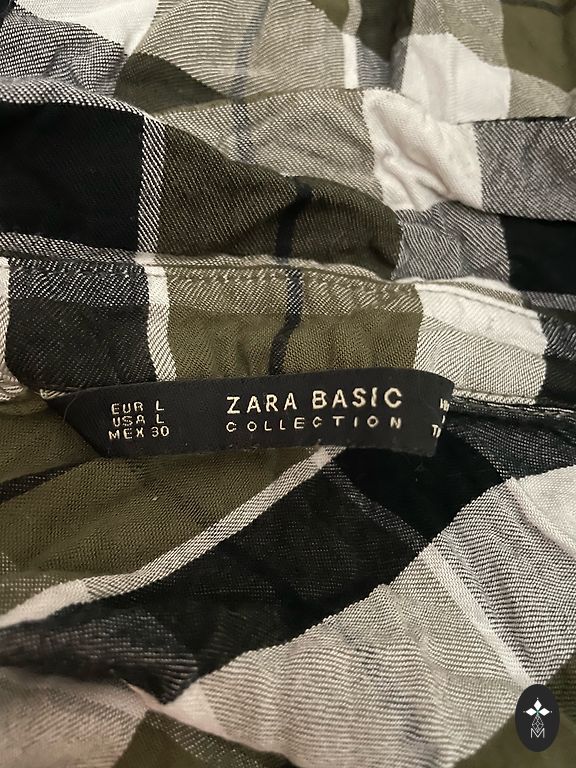 EUR L
USA L
MEX 30
ZARA BASIC
COLLECTION